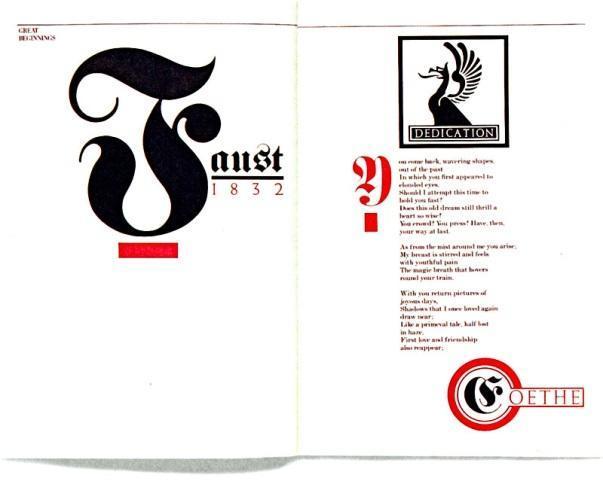 GREAT
BEGINNINGS
Faust
1832
DEDICATION
You come back, wavering shapes,
out of the past
In which you first appeared to
clouded eyes.
Should I attempt this time to
hold you fast?
Does this old dream still thrill a
heart so wise?
You crowd? You press? Have, then,
your way at last.
As from the mist around me you arise;
My breast is stirred and feels
with youthful pain
The magic breath that hovers
round your train.
With you return pictures of
joyous days,
Shadows that I once loved again
draw near;
Like a primeval tale, half lost
in haze,
First love and friendship
also reappear;
GOETHE